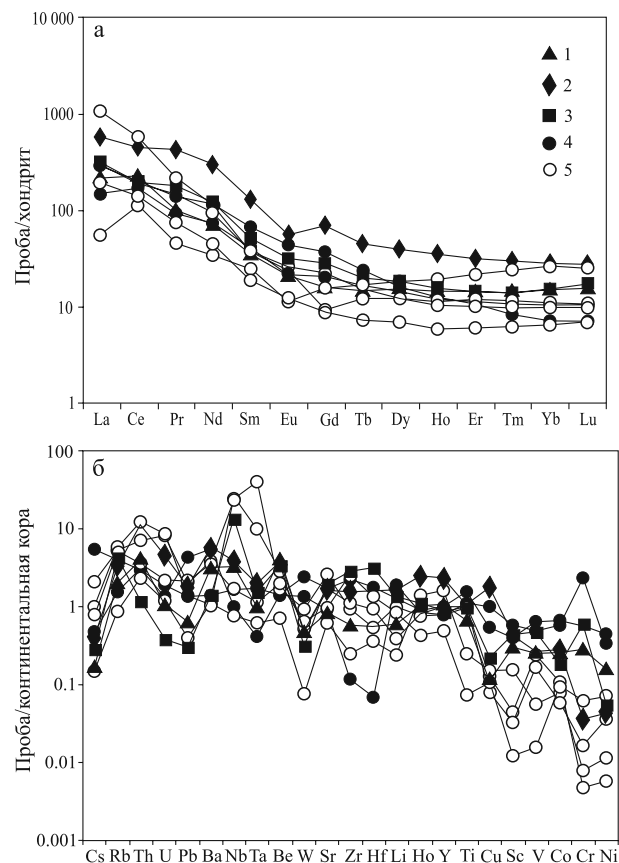 а
10 000
1000
100
10
1
Проба/хондрит
1
2
3
4
5
La Ce Pr Nd Sm Eu Gd Tb Dy Ho Er Tm Yb Lu
б
100
10
1
0.1
0.01
0.001
Проба/континентальная кора
Cs Rb Th U Pb Ba Nb Ta Be W Sr Zr Hf Li Ho Y Ti Cu Sc V Co Cr Ni